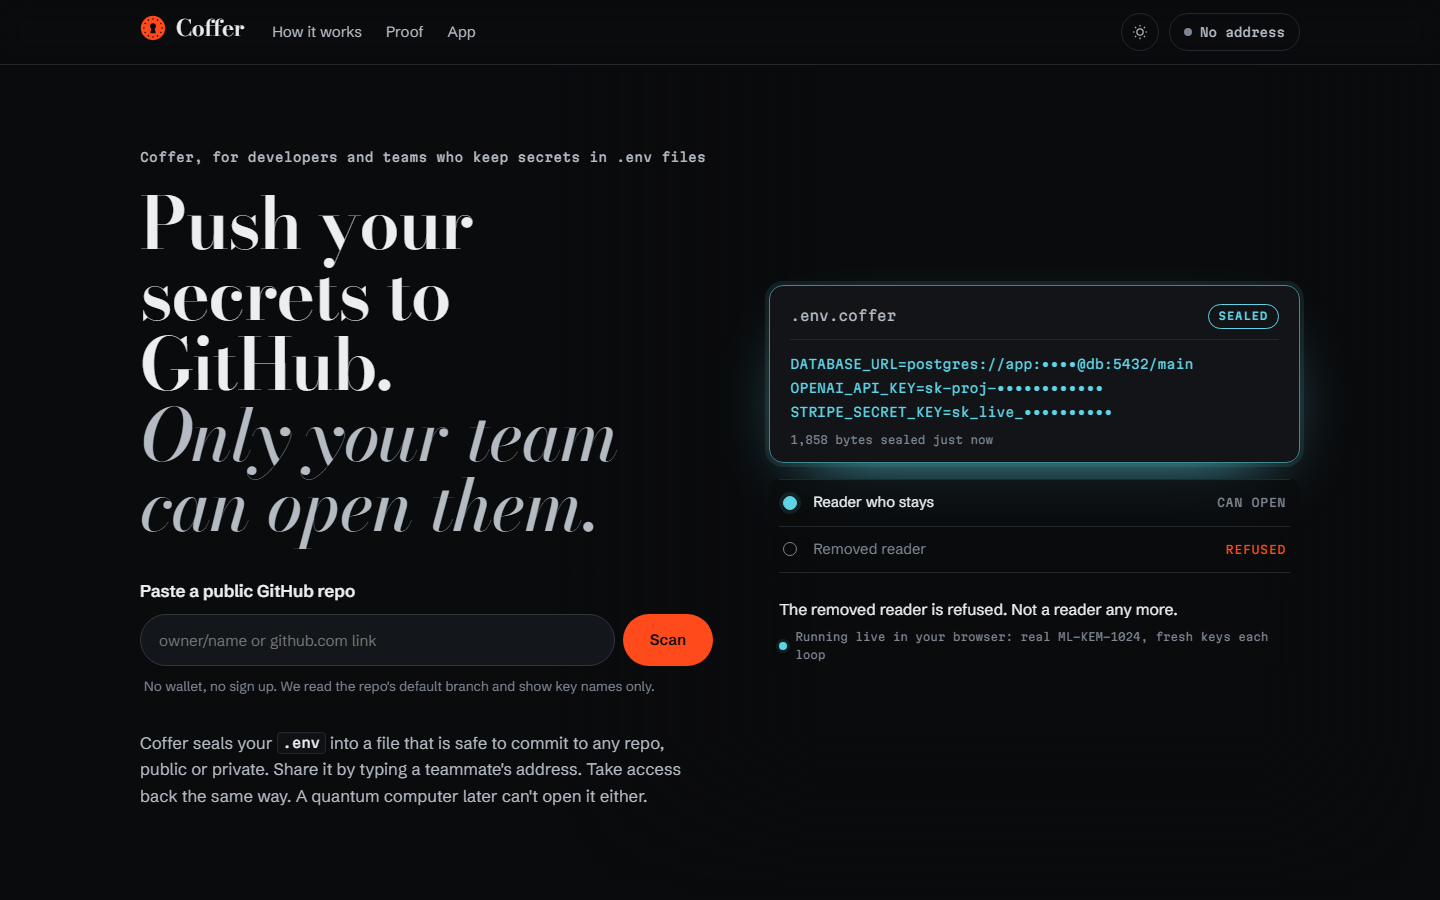 Coffer
How it works
Proof
App
No address
Coffer, for developers and teams who keep secrets in .env files
Push your
secrets to
GitHub.
Only your team
can open them.
Paste a public GitHub repo
owner/name or github.com link
Scan
No wallet, no sign up. We read the repo's default branch and show key names only.
Coffer seals your .env into a file that is safe to commit to any repo,
public or private. Share it by typing a teammate's address. Take access
back the same way. A quantum computer later can't open it either.
.env.coffer
SEALED
DATABASE_URL=postgres://app:••••@db:5432/main
OPENAI_API_KEY=sk-proj-••••••••••••
STRIPE_SECRET_KEY=sk_live_••••••••••
1,858 bytes sealed just now
Reader who stays
CAN OPEN
Removed reader
REFUSED
The removed reader is refused. Not a reader any more.
Running live in your browser: real ML-KEM-1024, fresh keys each
loop